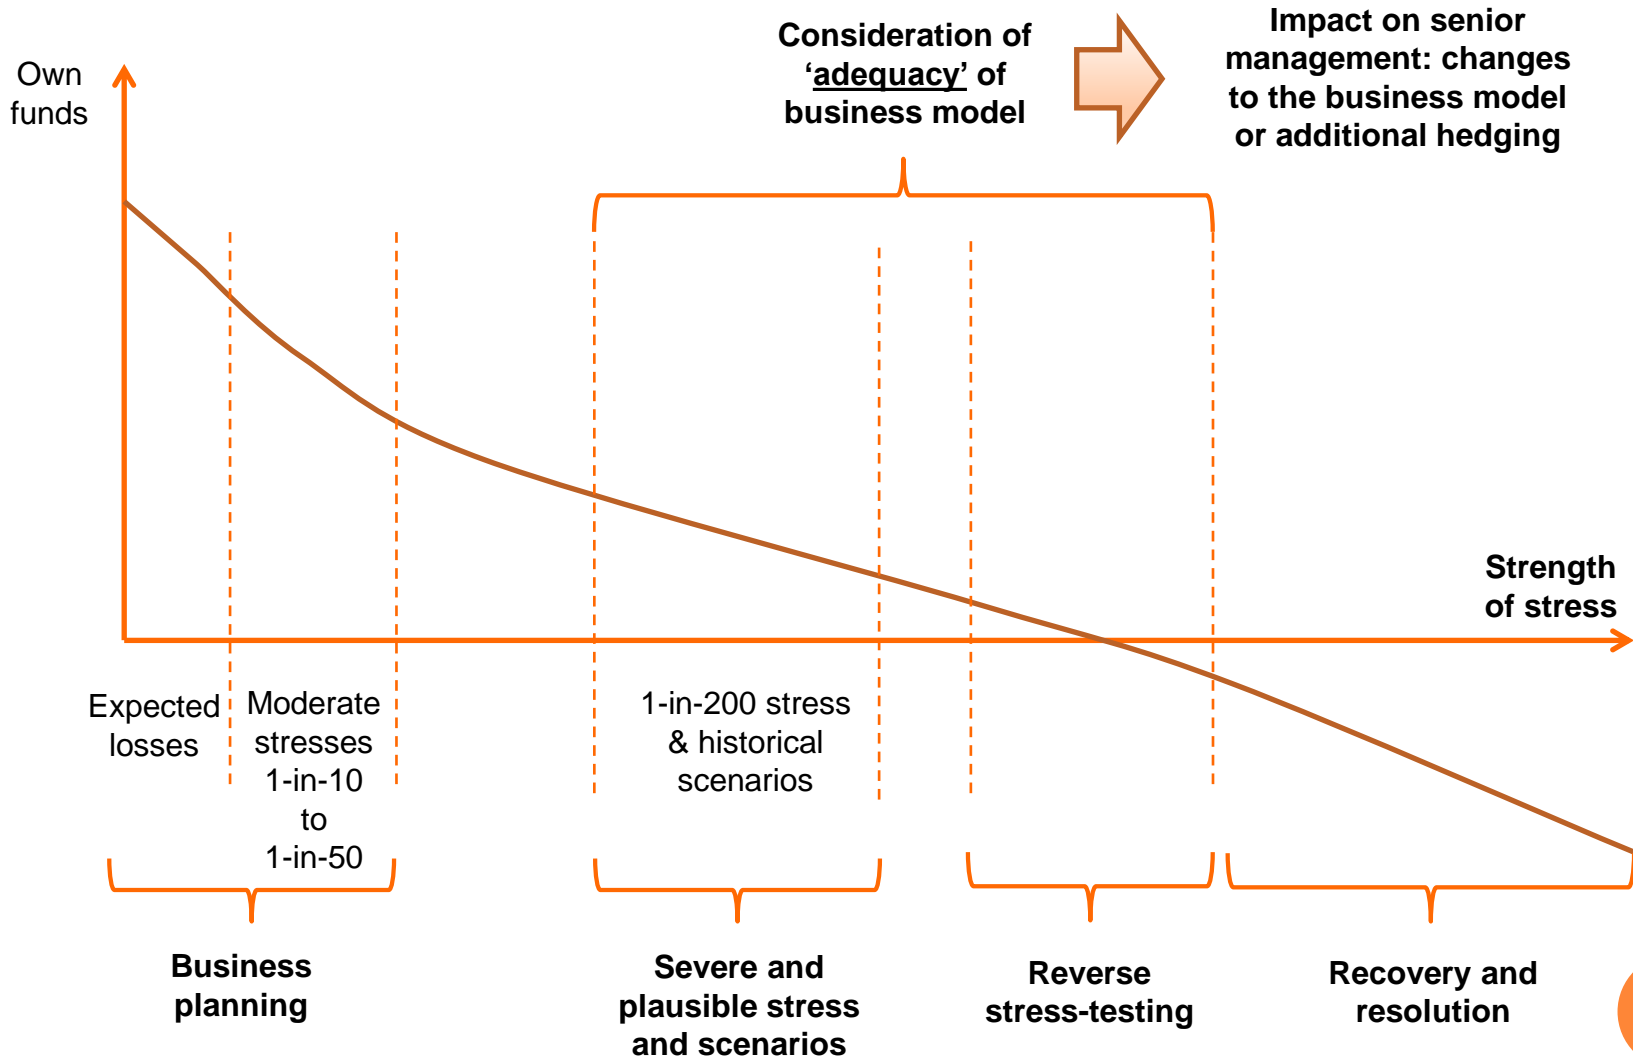 Own
funds
Consideration of
‘adequacy’ of
business model
Impact on senior
management: changes
to the business model
or additional hedging
Strength
of stress
Expected
losses
Moderate
stresses
1-in-10
to
1-in-50
1-in-200 stress
& historical
scenarios
Business
planning
Severe and
plausible stress
and scenarios
Reverse
stress-testing
Recovery and
resolution